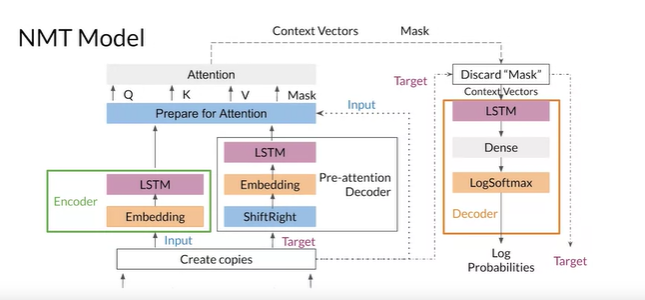 NMT Model
Context Vectors Mask
Attention
Q K V Mask
Prepare for Attention
Input
Target
Discard "Mask"
Context Vectors
LSTM
Dense
LogSoftmax
Decoder
Log
Probabilities
Target
LSTM
Embedding
ShiftRight
Pre-attention
Decoder
Encoder
LSTM
Embedding
Input
Target
Create copies